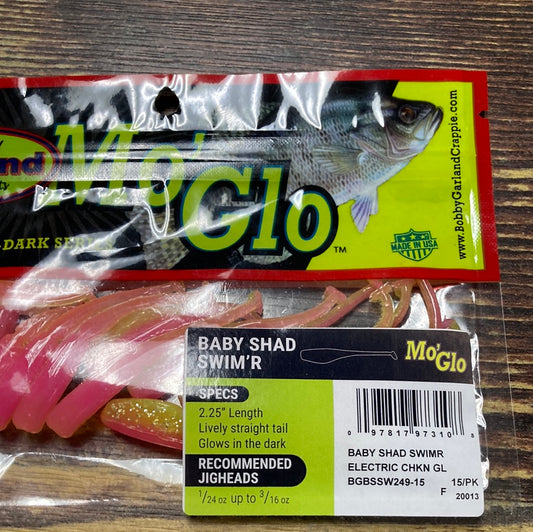 Mo'
Glo™
-DARK SERIES
MADE IN USA
www.BobbyGarlandCrappie.com
BABY SHAD
SWIM'R
Mo'Glo
SPECS
2.25" Length
Lively straight tail
Glows in the dark
RECOMMENDED
JIGHEADS
1/24 oz up to 3/16 oz
0 97817 97310 8
BABY SHAD SWIMR
ELECTRIC CHKN GL
BGBSSW249-15 15/PK
F 20013